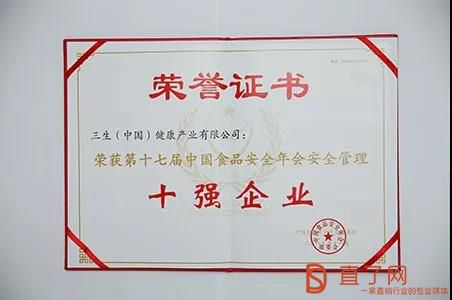 荣誉证书
三生（中国）健康产业有限公司：
荣获第十七届中国食品安全年会安全管理
十强企业
直了网
一家直销行业的专业媒体